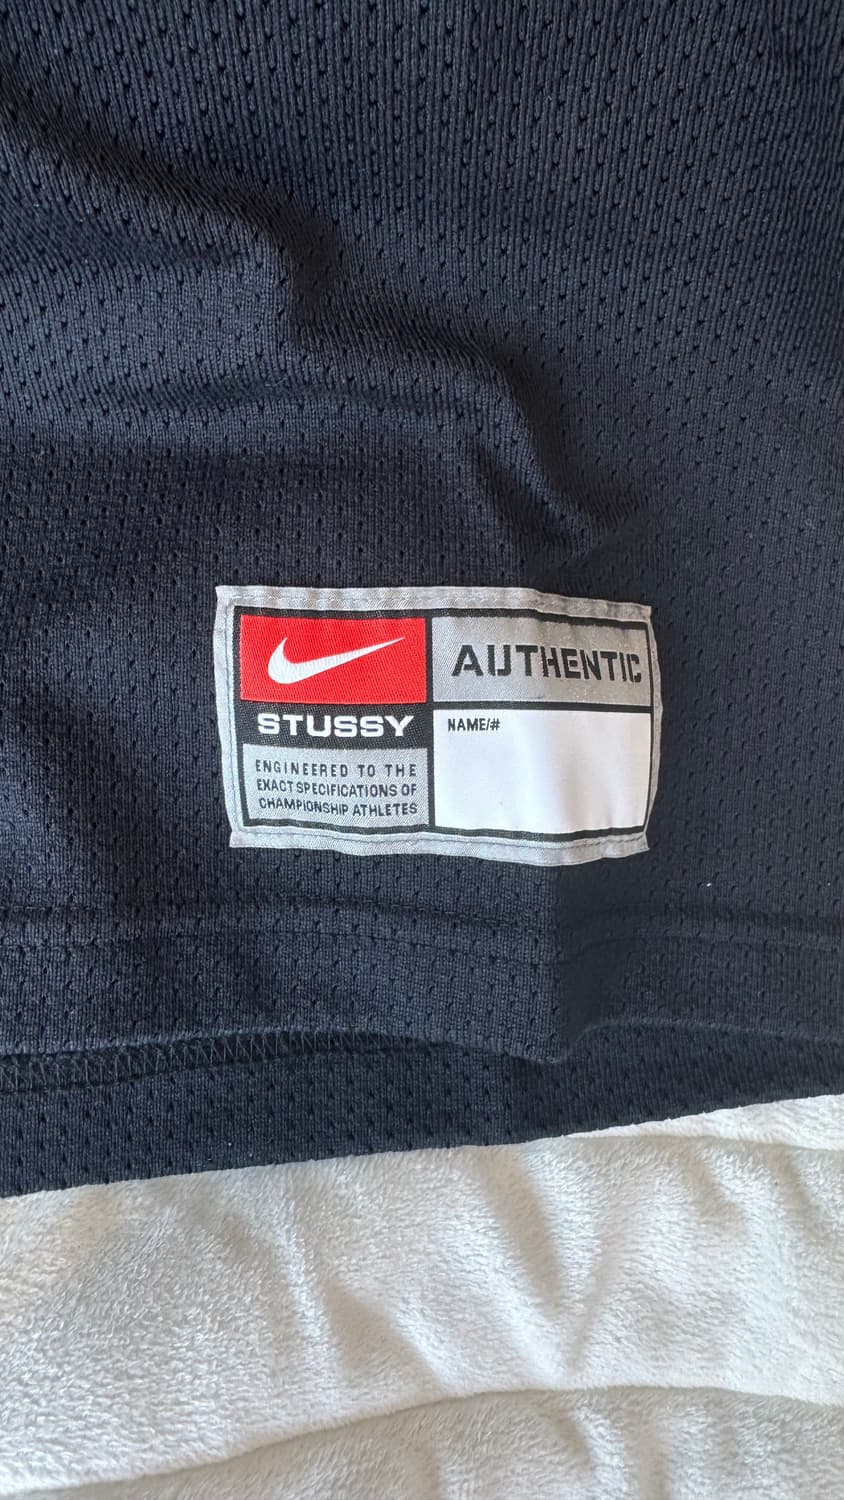 AUTHENTIC
STUSSY
NAME/#
ENGINEERED TO THE
EXACT SPECIFICATIONS OF
CHAMPIONSHIP ATHLETES